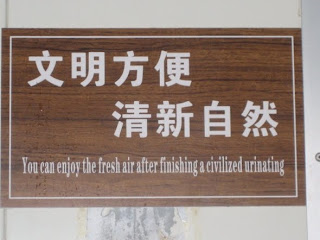 文明方便
清新自然
You can enjoy the fresh air after finishing a civilized urinating